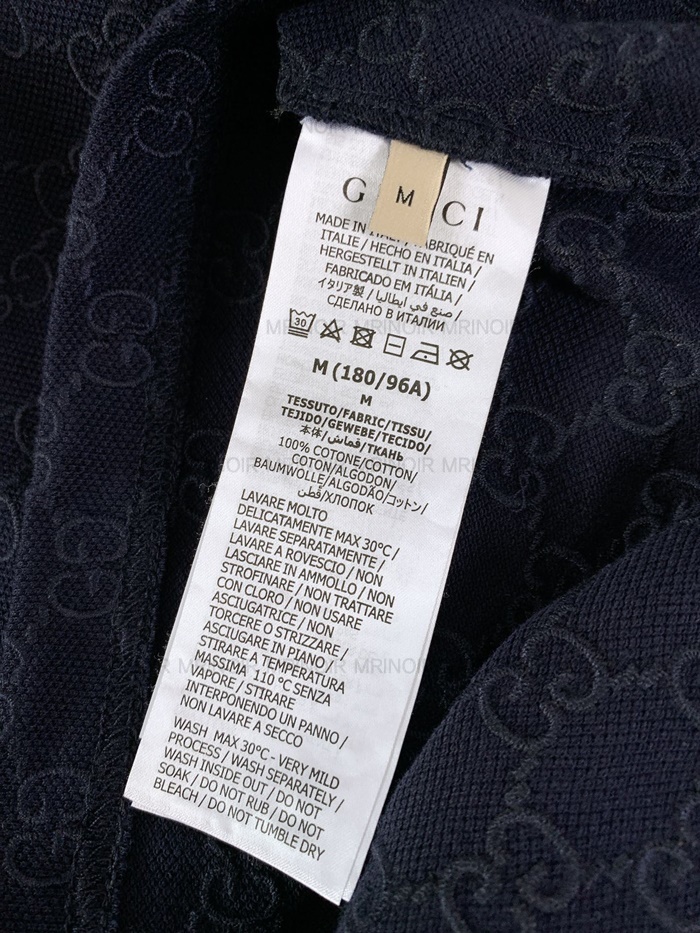 G CI
M
MADE IN ITALY / FABRIQUÉ EN
ITALIE / HECHO EN ITALIA /
HERGESTELLT IN ITALIEN /
FABRICADO EM ITÁLIA /
イタリア製 / صنع في ايطاليا /
СДЕЛАНО В ИТАЛИИ
MRINOIR MRINOIR MRINOIR
30
M (180/96A)
M
TESSUTO/FABRIC/TISSU/
TEJIDO/GEWEBE/TECIDO/
本体/قماش/ТКАНЬ
100% COTONE/COTTON/
COTON/ALGODON/
BAUMWOLLE/ALGODÃO/コットン/
قطن/ХЛОПОК
LAVARE MOLTO
DELICATAMENTE MAX 30°C /
LAVARE SEPARATAMENTE /
LAVARE A ROVESCIO / NON
LASCIARE IN AMMOLLO / NON
STROFINARE / NON TRATTARE
CON CLORO / NON USARE
ASCIUGATRICE / NON
TORCERE O STRIZZARE /
ASCIUGARE IN PIANO /
STIRARE A TEMPERATURA
MASSIMA 110 °C SENZA
VAPORE / STIRARE
INTERPONENDO UN PANNO /
NON LAVARE A SECCO
WASH MAX 30°C - VERY MILD
PROCESS / WASH SEPARATELY /
WASH INSIDE OUT / DO NOT
SOAK / DO NOT RUB / DO NOT
BLEACH / DO NOT TUMBLE DRY